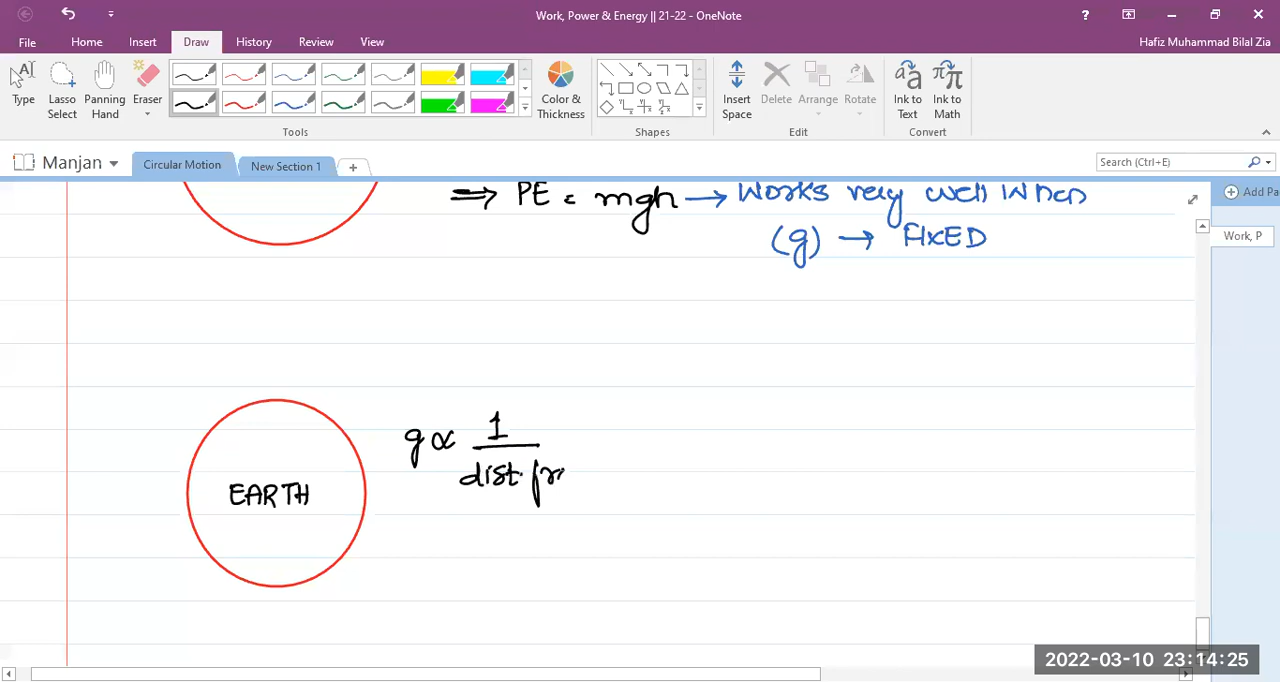 Work, Power & Energy || 21-22 - OneNote
?
File Home Insert Draw History Review View Hafiz Muhammad Bilal Zia
Type Lasso Select Panning Hand Eraser Color & Thickness Insert Space Delete Arrange Rotate Ink to Text Ink to Math
Tools Shapes Edit Convert
Manjan Circular Motion New Section 1 + Search (Ctrl+E)
Add Pa
Work, P
⇒ PE = mgh → Works very well when
(g) → FIXED
EARTH
g ∝ 1
dist. fr
2022-03-10 23:14:25